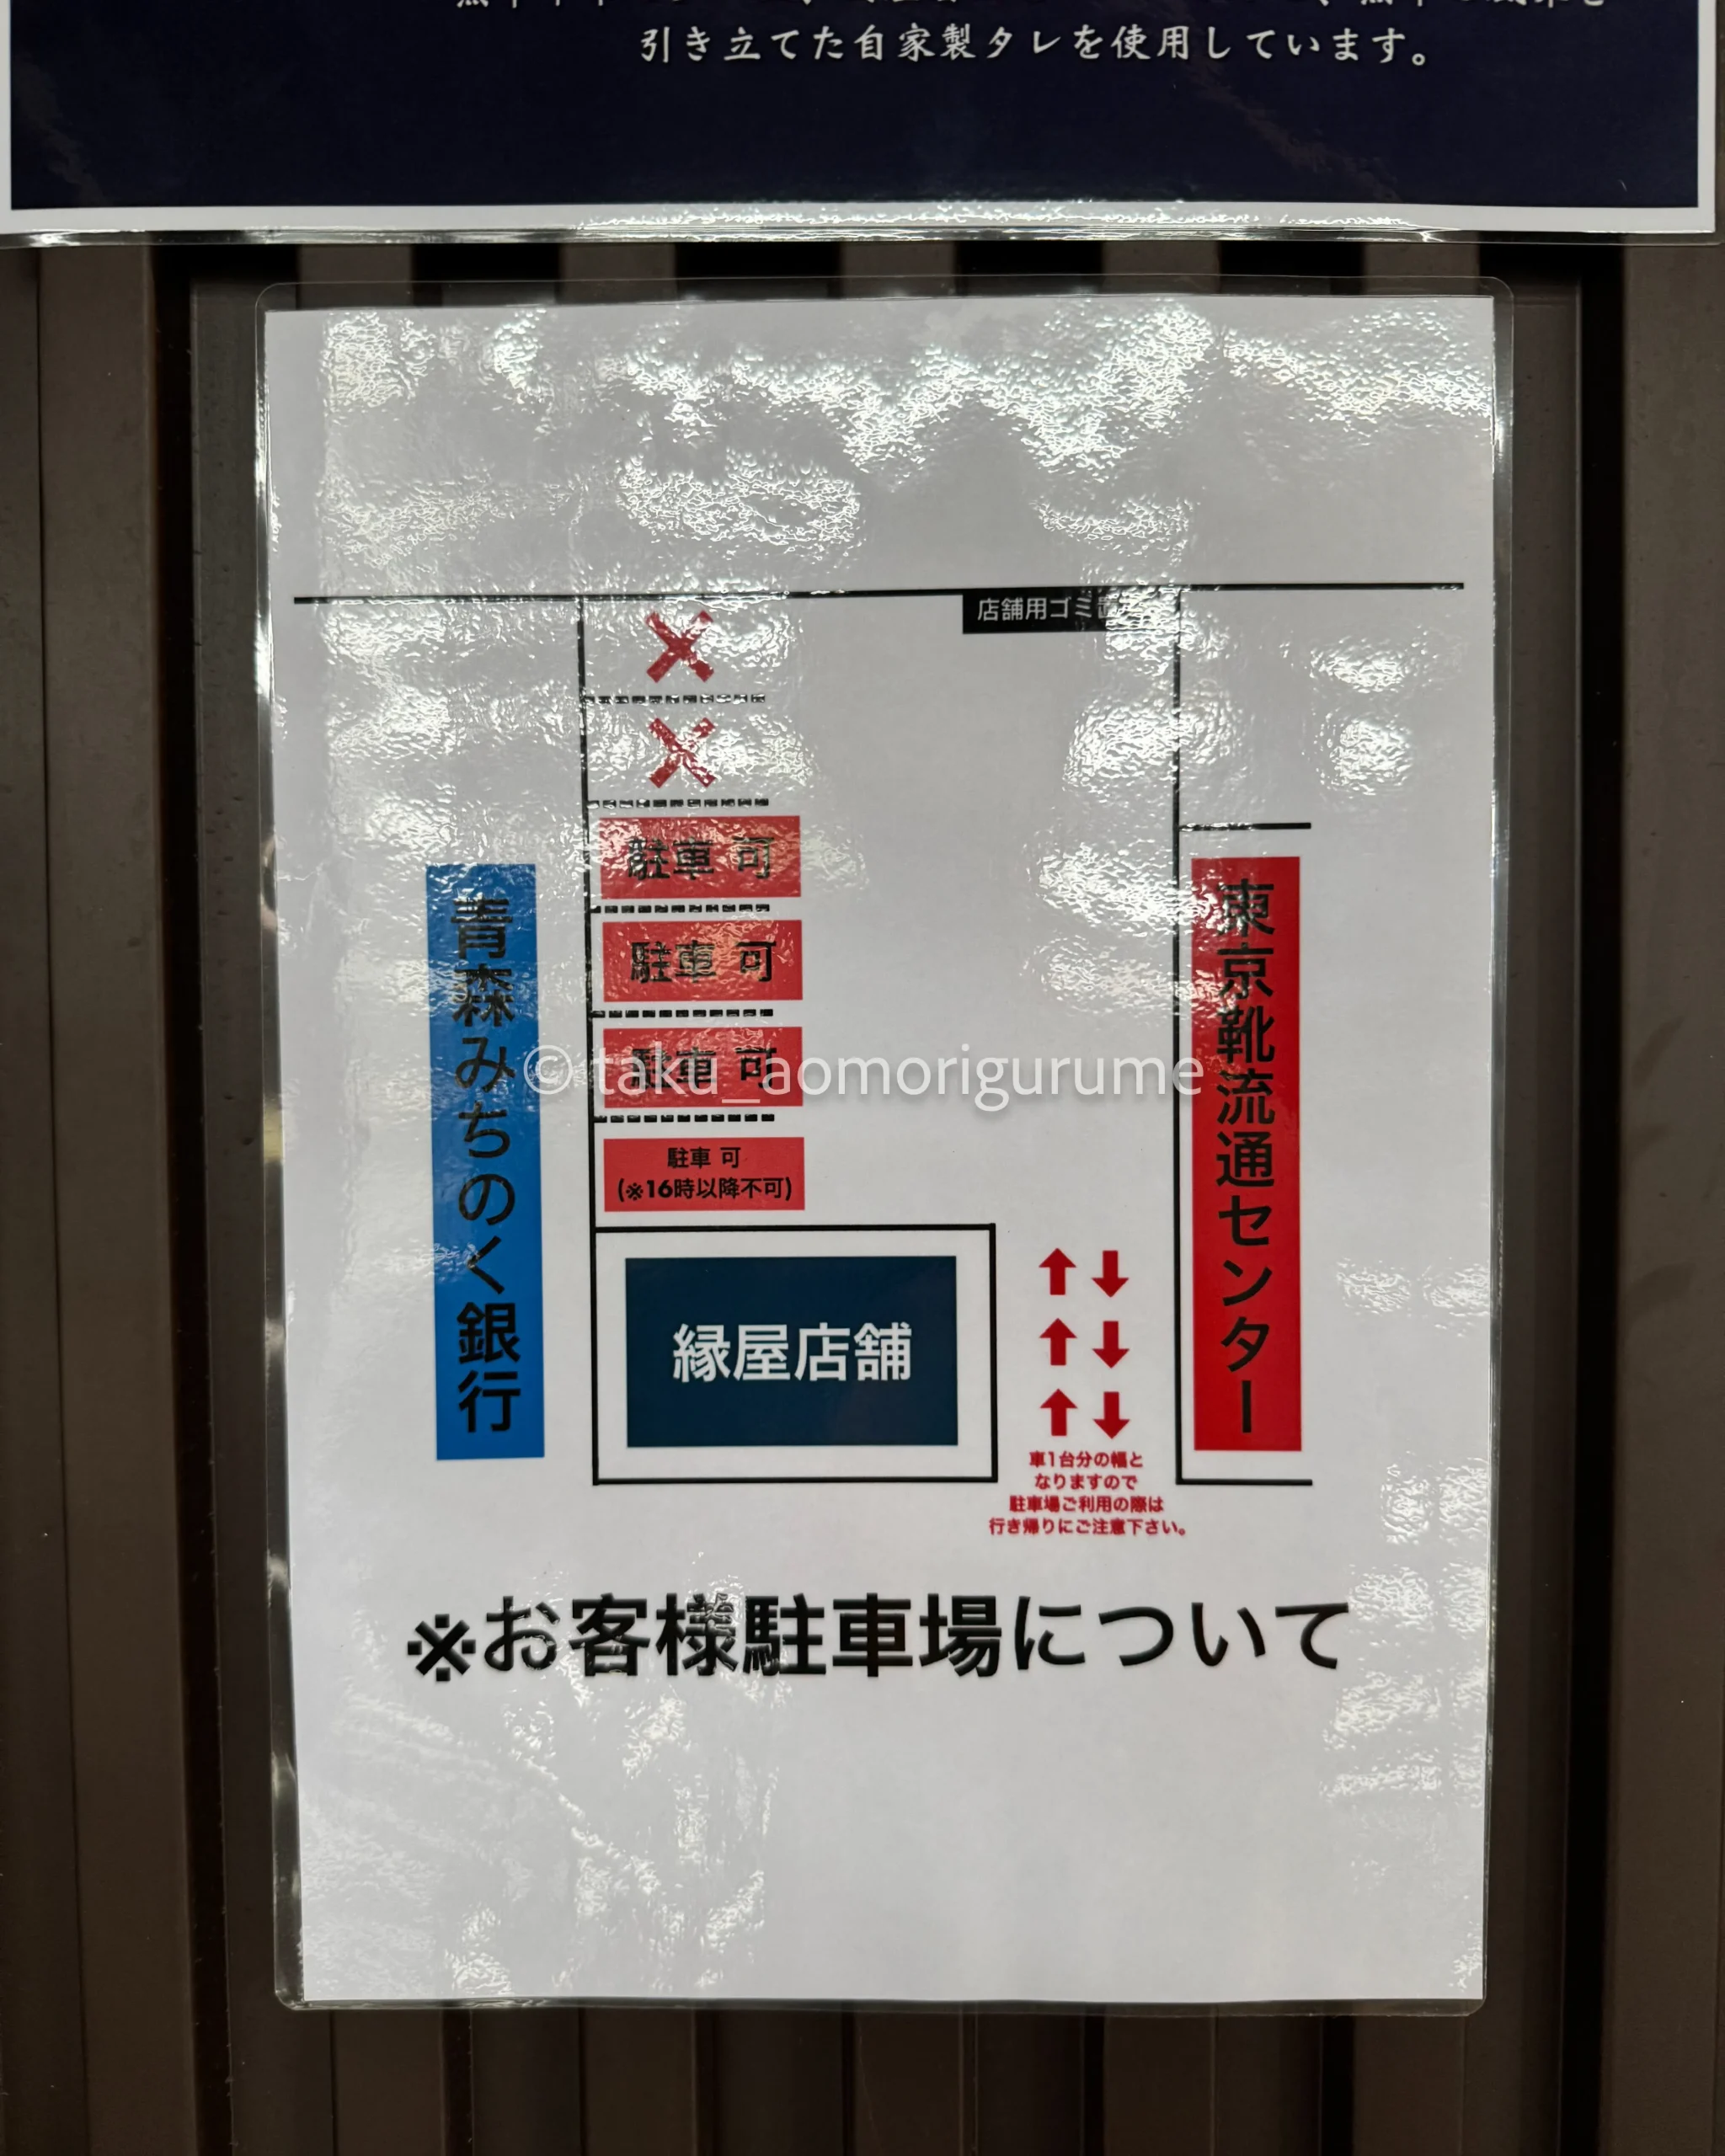 引き立てた自家製タレを使用しています。
店舗用ゴミ
駐車 可
駐車 可
駐車 可
駐車 可
(※16時以降不可)
青森みちのく銀行
東京靴流通センター
縁屋店舗
車1台分の幅と
なりますので
駐車場ご利用の際は
行き帰りにご注意下さい。
※お客様駐車場について
©taku_aomorigurume